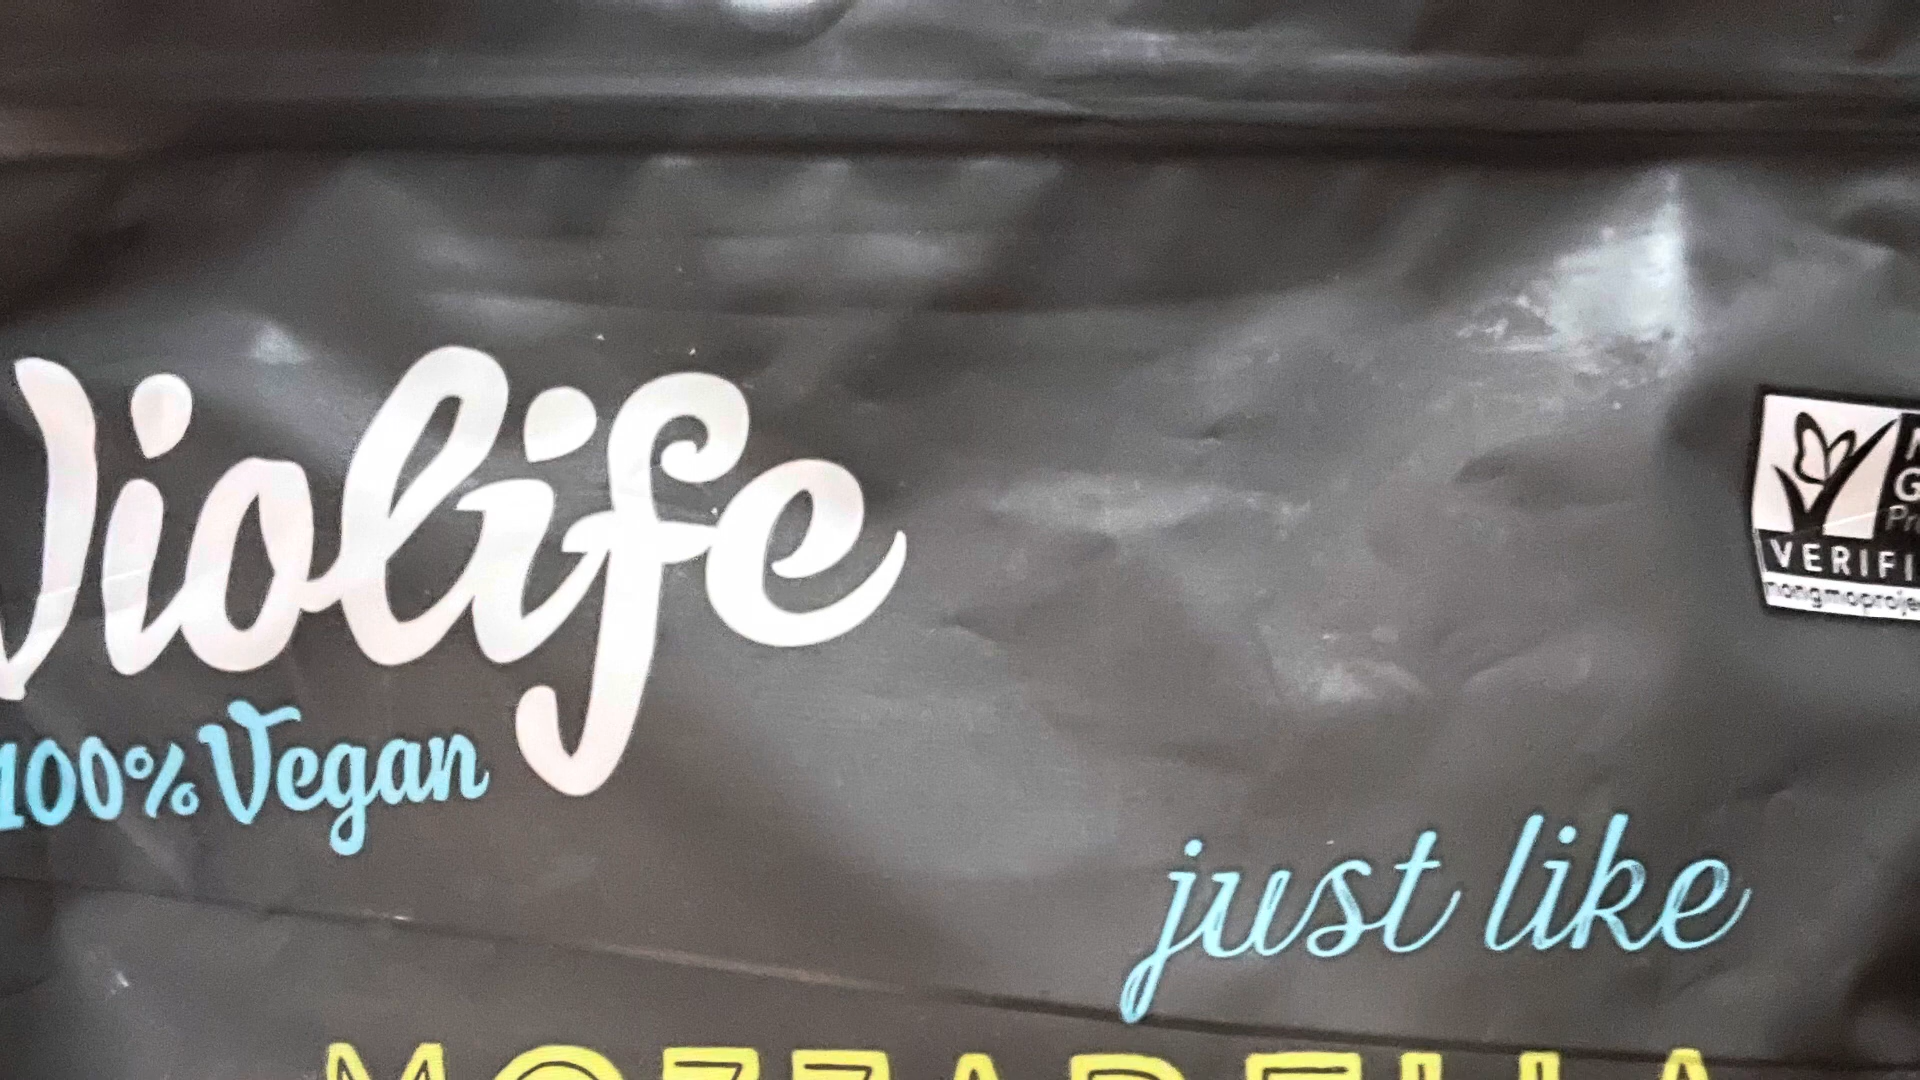 Violife
100% Vegan
just like
MOZZARELLA
VERIFI
nongmoproje